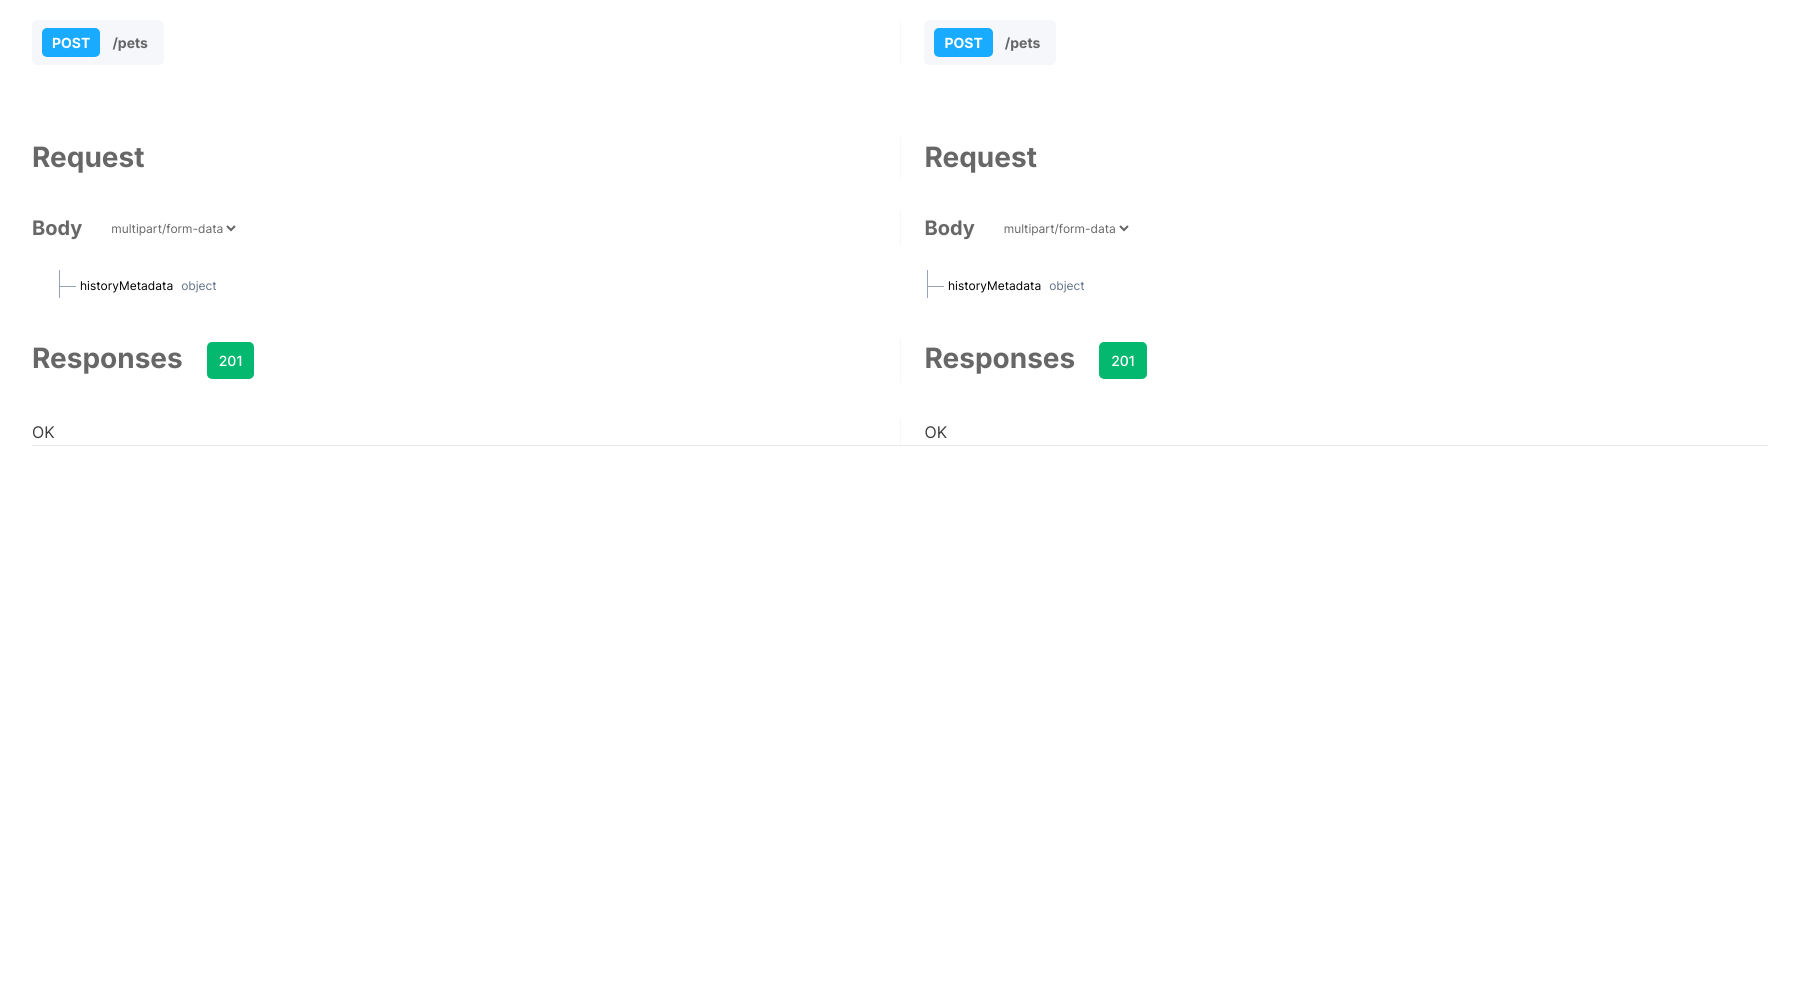 POST /pets POST /pets
Request Request
Body multipart/form-data Body multipart/form-data
historyMetadata object historyMetadata object
Responses 201 Responses 201
OK OK